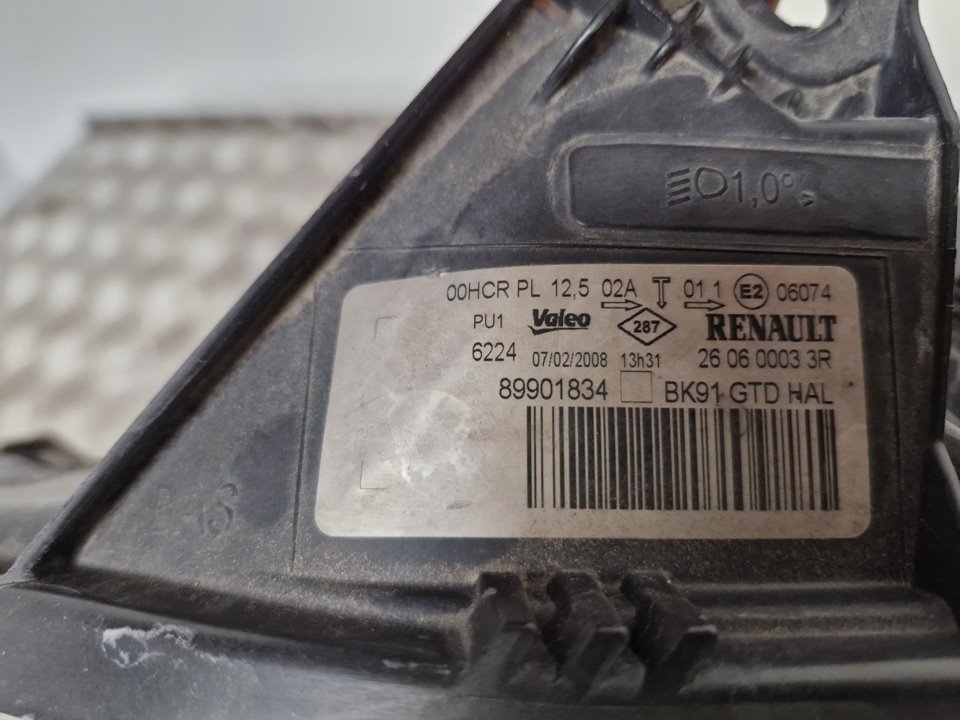 1,0%
00HCR PL 12,5 02A 01 1 E2 06074
PU1 Valeo 287 RENAULT
6224 07/02/2008 13h31 26 06 0003 3R
89901834 BK91 GTD HAL